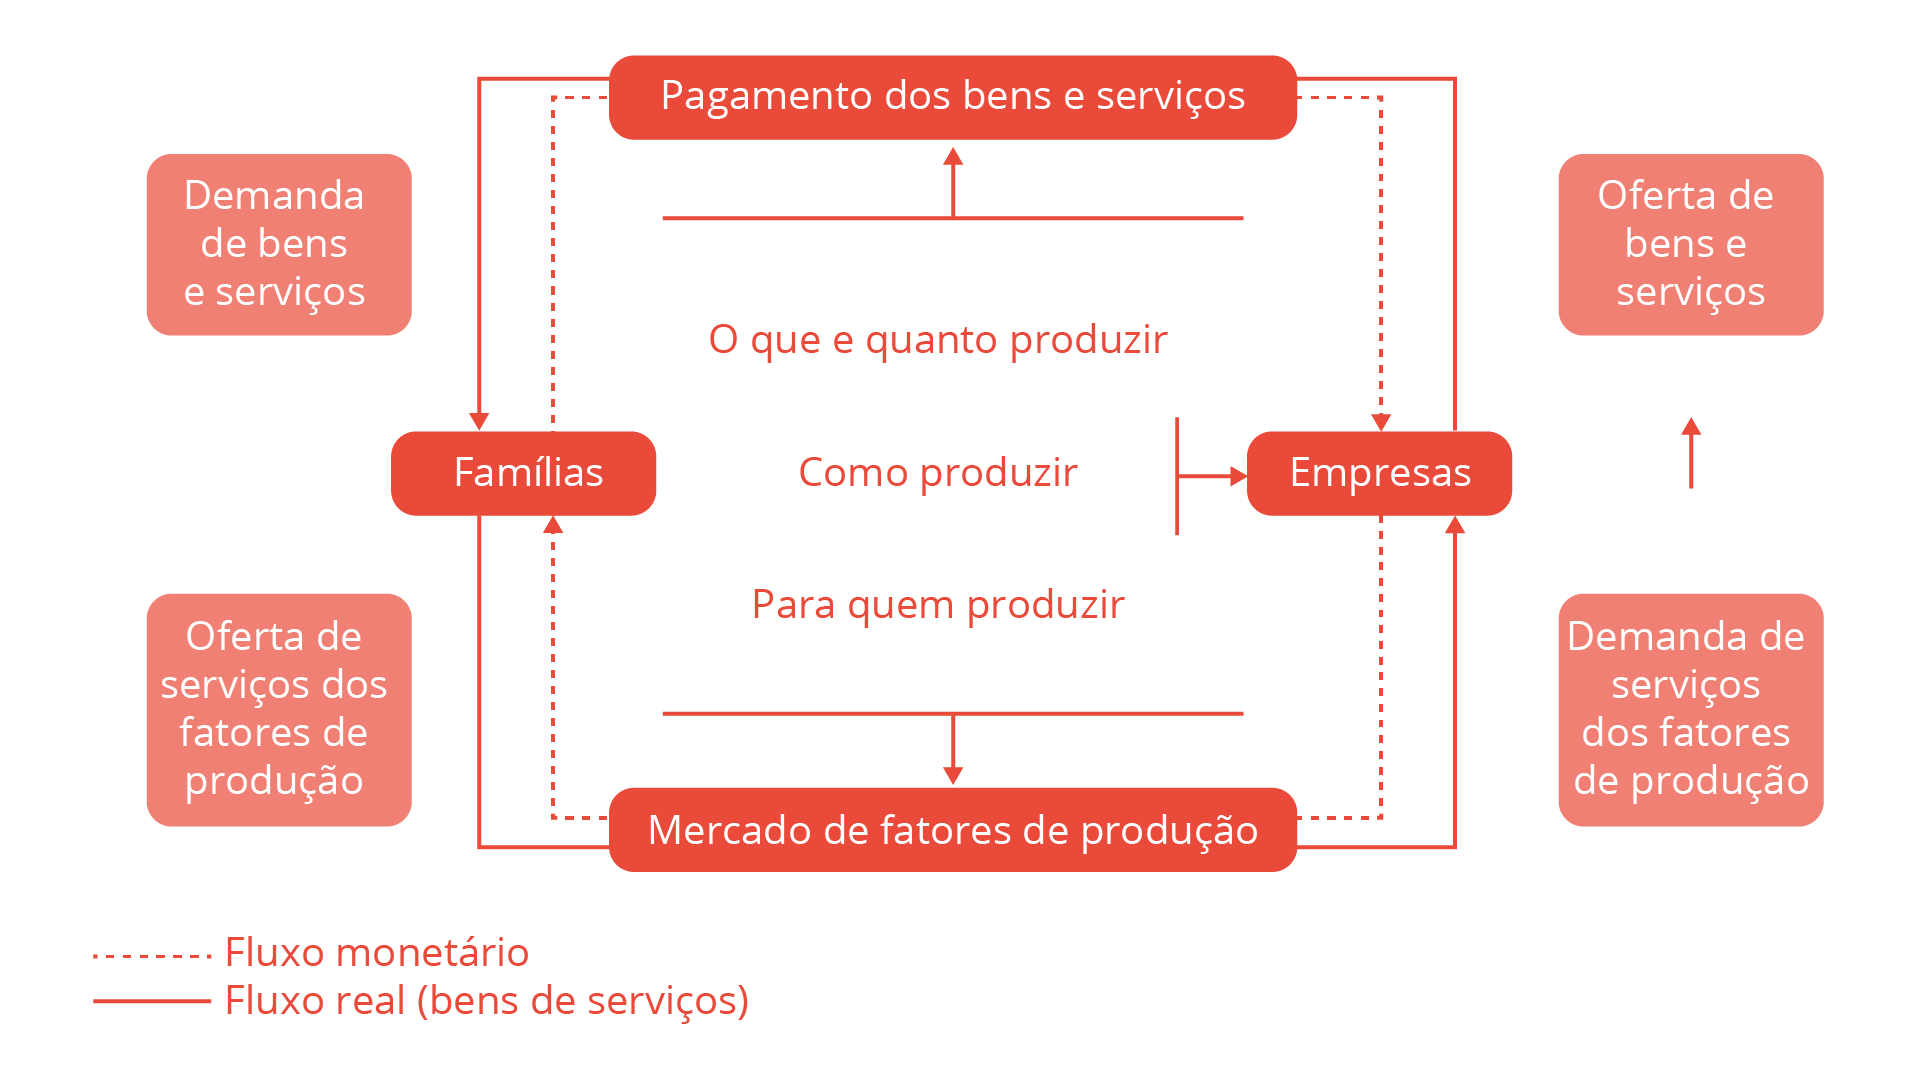 Pagamento dos bens e serviços
Demanda
de bens
e serviços
Oferta de
bens e
serviços
O que e quanto produzir
Famílias
Como produzir
Empresas
Para quem produzir
Oferta de
serviços dos
fatores de
produção
Demanda de
serviços
dos fatores
de produção
Mercado de fatores de produção
Fluxo monetário
Fluxo real (bens de serviços)